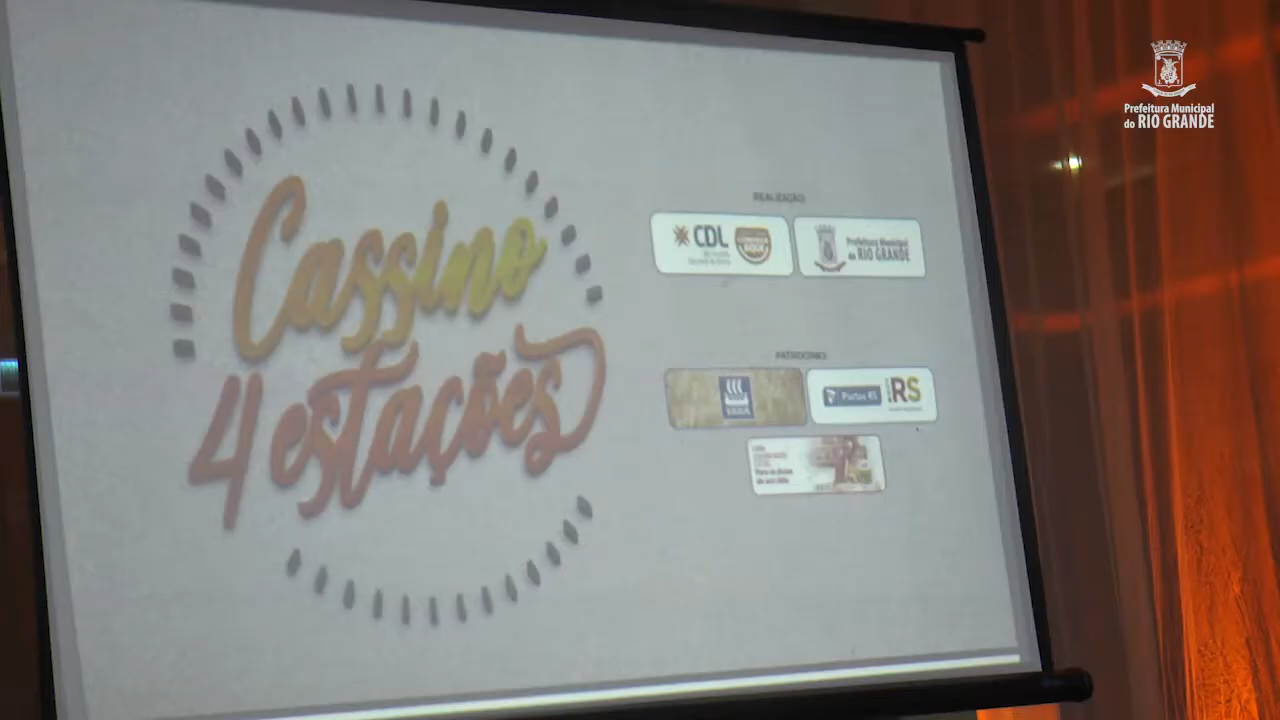 Cassino
4 estações
REALIZAÇÃO
CDL
AQUI
Prefeitura Municipal
do RIO GRANDE
PATROCÍNIO
YARA
Portos RS
RS
Prefeitura Municipal
do RIO GRANDE